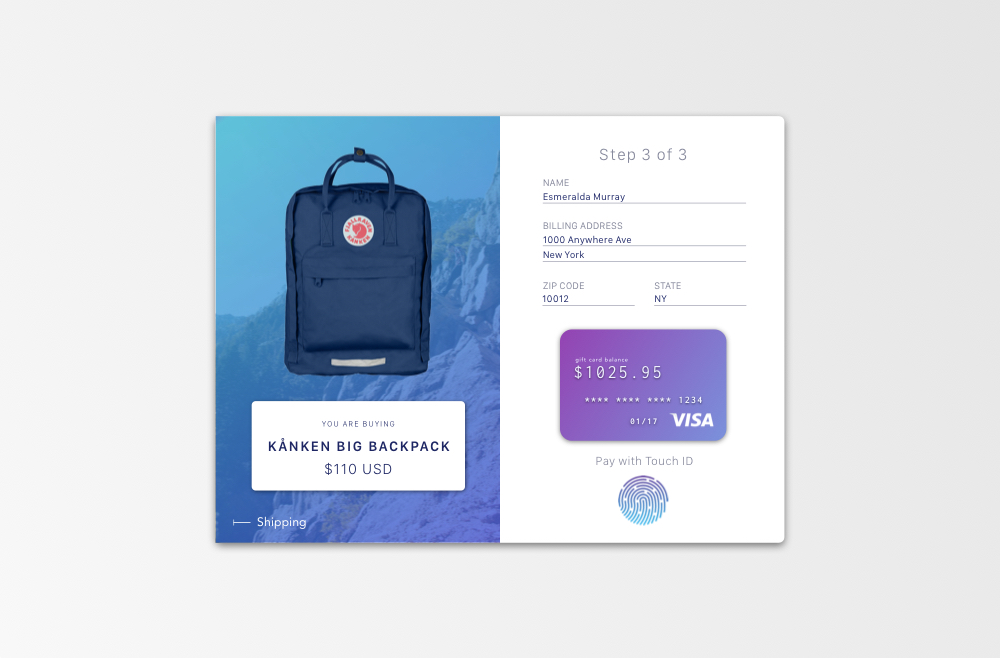 FJÄLLRÄVEN
KÅNKEN
YOU ARE BUYING
KÅNKEN BIG BACKPACK
$110 USD
Shipping
Step 3 of 3
NAME
Esmeralda Murray
BILLING ADDRESS
1000 Anywhere Ave
New York
ZIP CODE
STATE
10012
NY
gift card balance
$1025.95
**** **** **** 1234
01/17
VISA
Pay with Touch ID